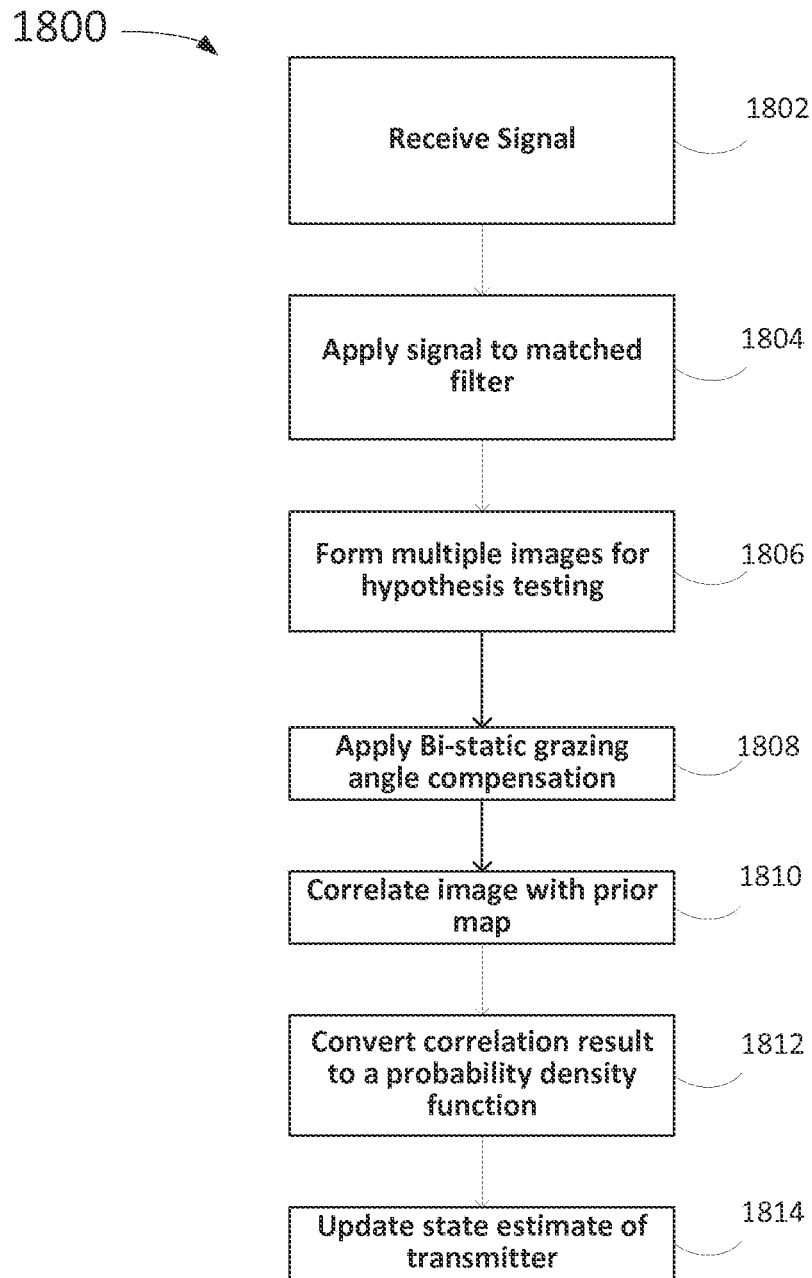 1800
Receive Signal
1802
Apply signal to matched
filter
1804
Form multiple images for
hypothesis testing
1806
Apply Bi-static grazing
angle compensation
1808
Correlate image with prior
map
1810
Convert correlation result
to a probability density
function
1812
Update state estimate of
transmitter
1814